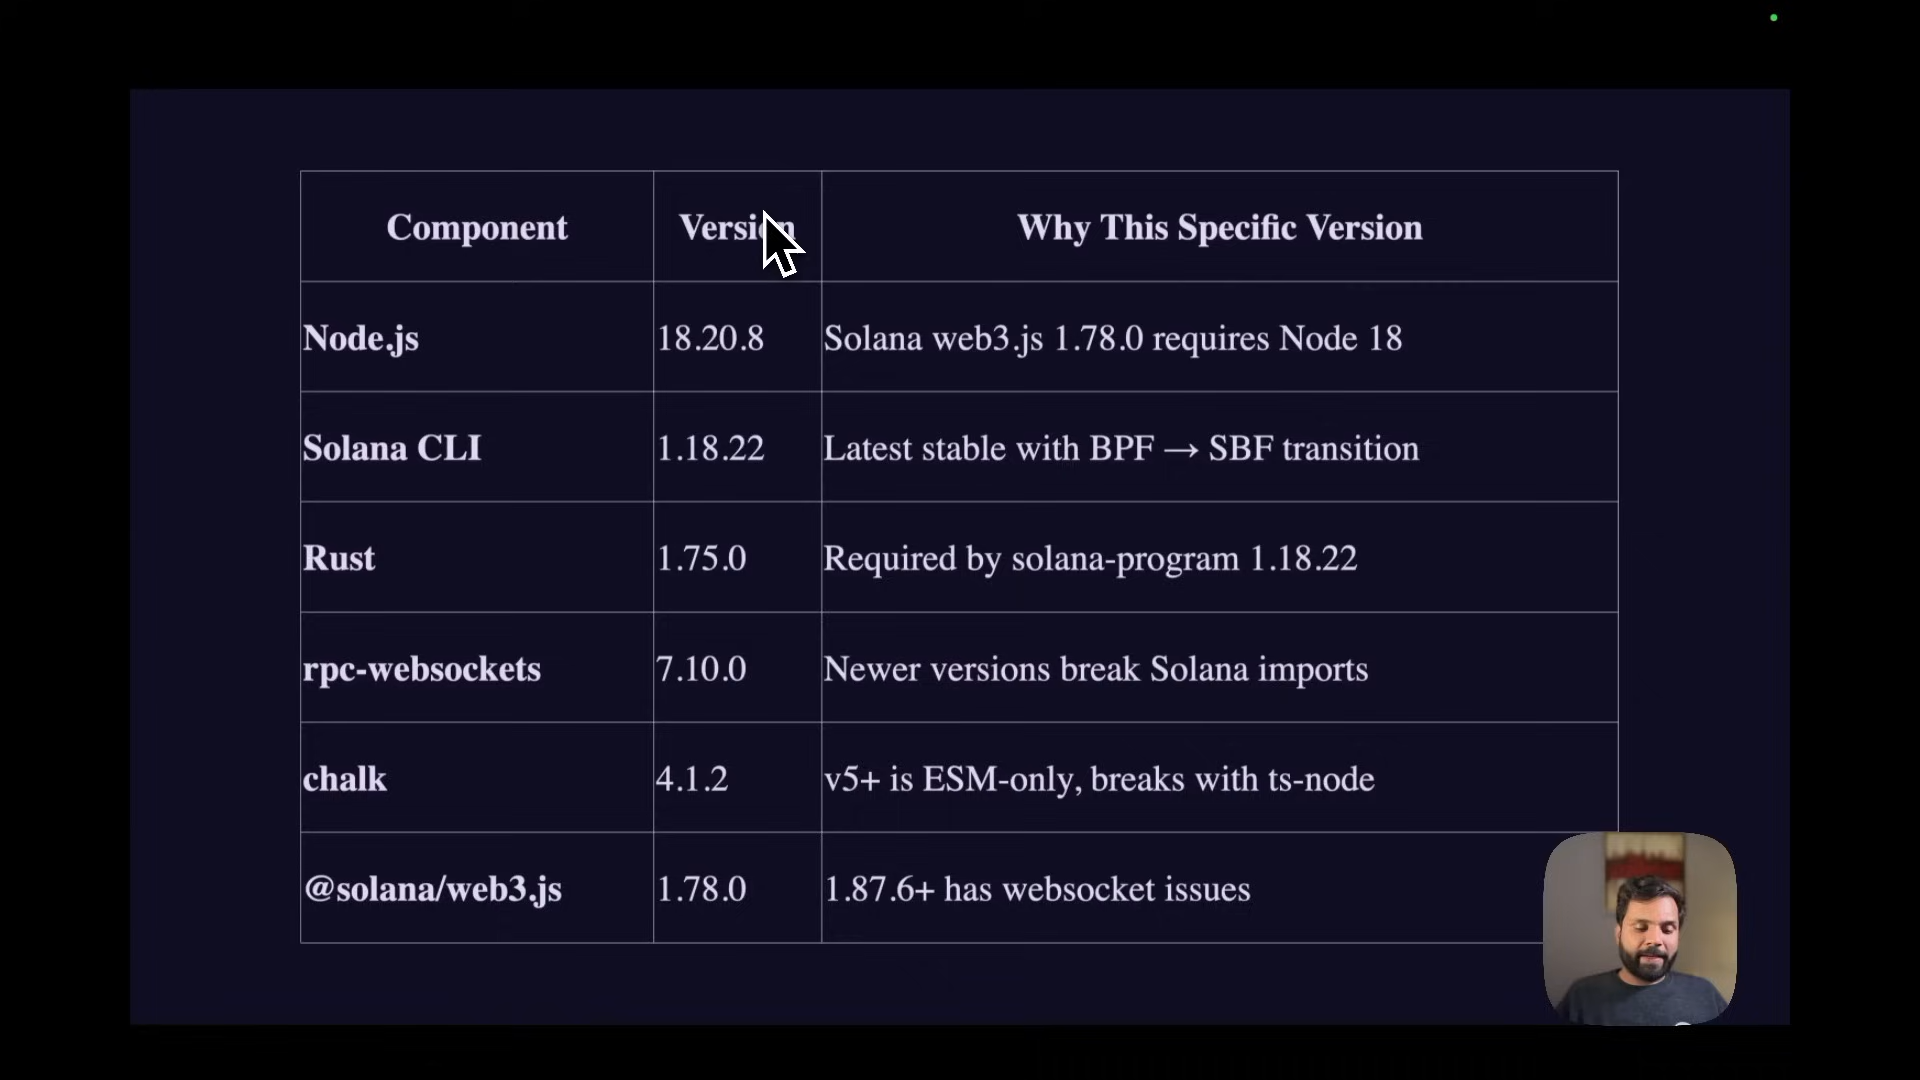 Component Version Why This Specific Version
Node.js 18.20.8 Solana web3.js 1.78.0 requires Node 18
Solana CLI 1.18.22 Latest stable with BPF → SBF transition
Rust 1.75.0 Required by solana-program 1.18.22
rpc-websockets 7.10.0 Newer versions break Solana imports
chalk 4.1.2 v5+ is ESM-only, breaks with ts-node
@solana/web3.js 1.78.0 1.87.6+ has websocket issues